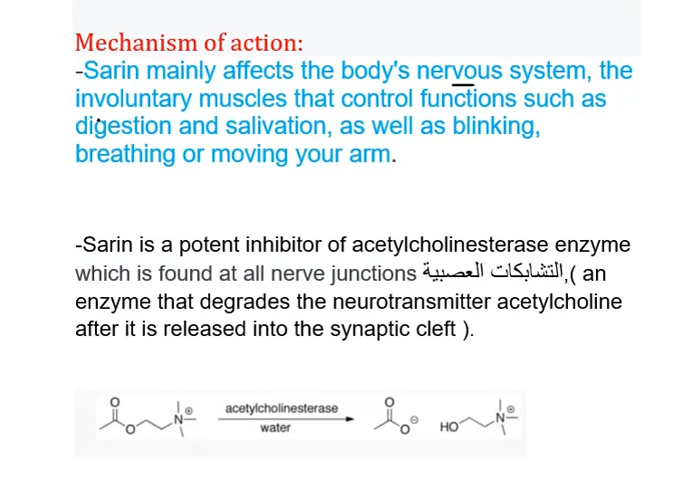 Mechanism of action:
-Sarin mainly affects the body's nervous system, the
involuntary muscles that control functions such as
digestion and salivation, as well as blinking,
breathing or moving your arm.
-Sarin is a potent inhibitor of acetylcholinesterase enzyme
which is found at all nerve junctions التشابكات العصبية,( an
enzyme that degrades the neurotransmitter acetylcholine
after it is released into the synaptic cleft ).
O O N⊕ acetylcholinesterase O O⊖ HO N⊕
water